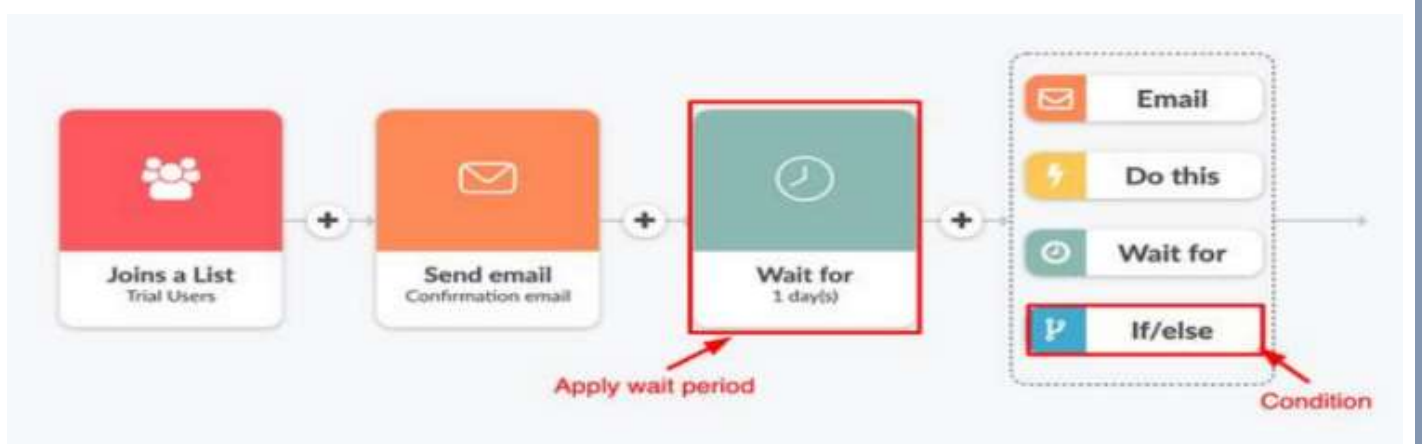 Joins a List
Trial Users
Send email
Confirmation email
Wait for
1 day(s)
Apply wait period
Email
Do this
Wait for
If/else
Condition